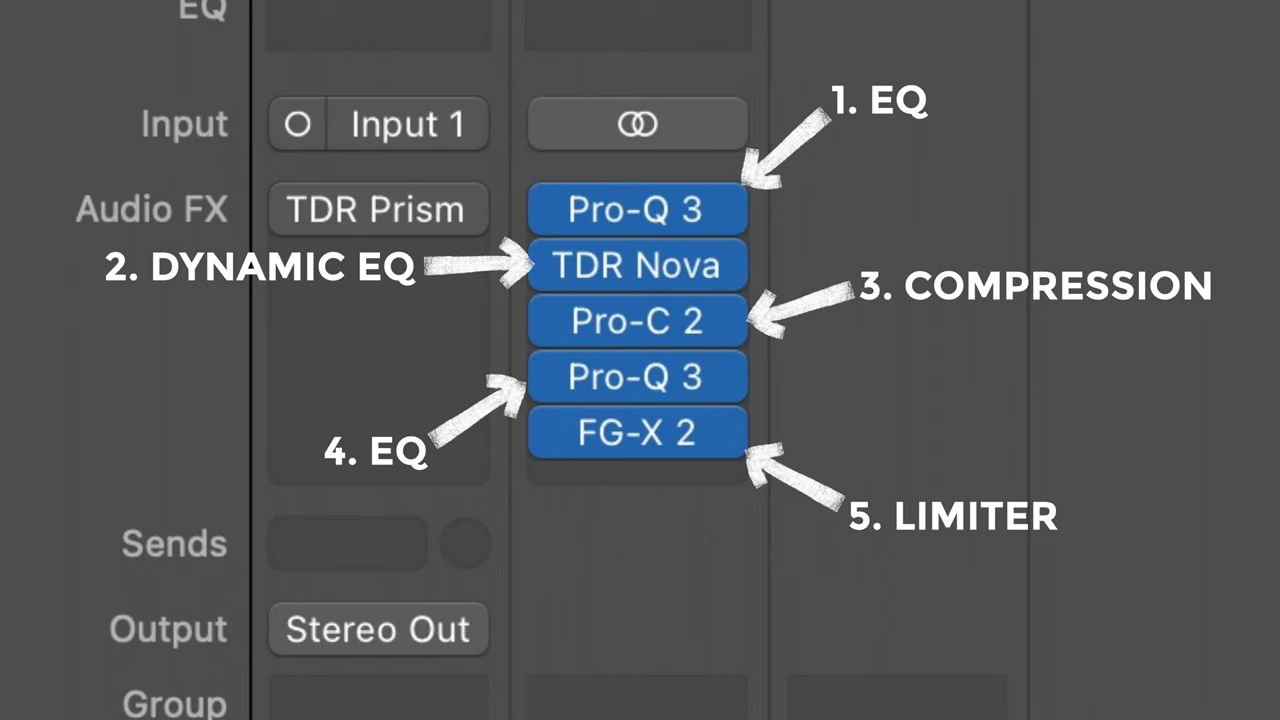 EQ
1. EQ
Input
Input 1
Audio FX
TDR Prism
Pro-Q 3
2. DYNAMIC EQ
TDR Nova
3. COMPRESSION
Pro-C 2
Pro-Q 3
4. EQ
FG-X 2
5. LIMITER
Sends
Output
Stereo Out
Group